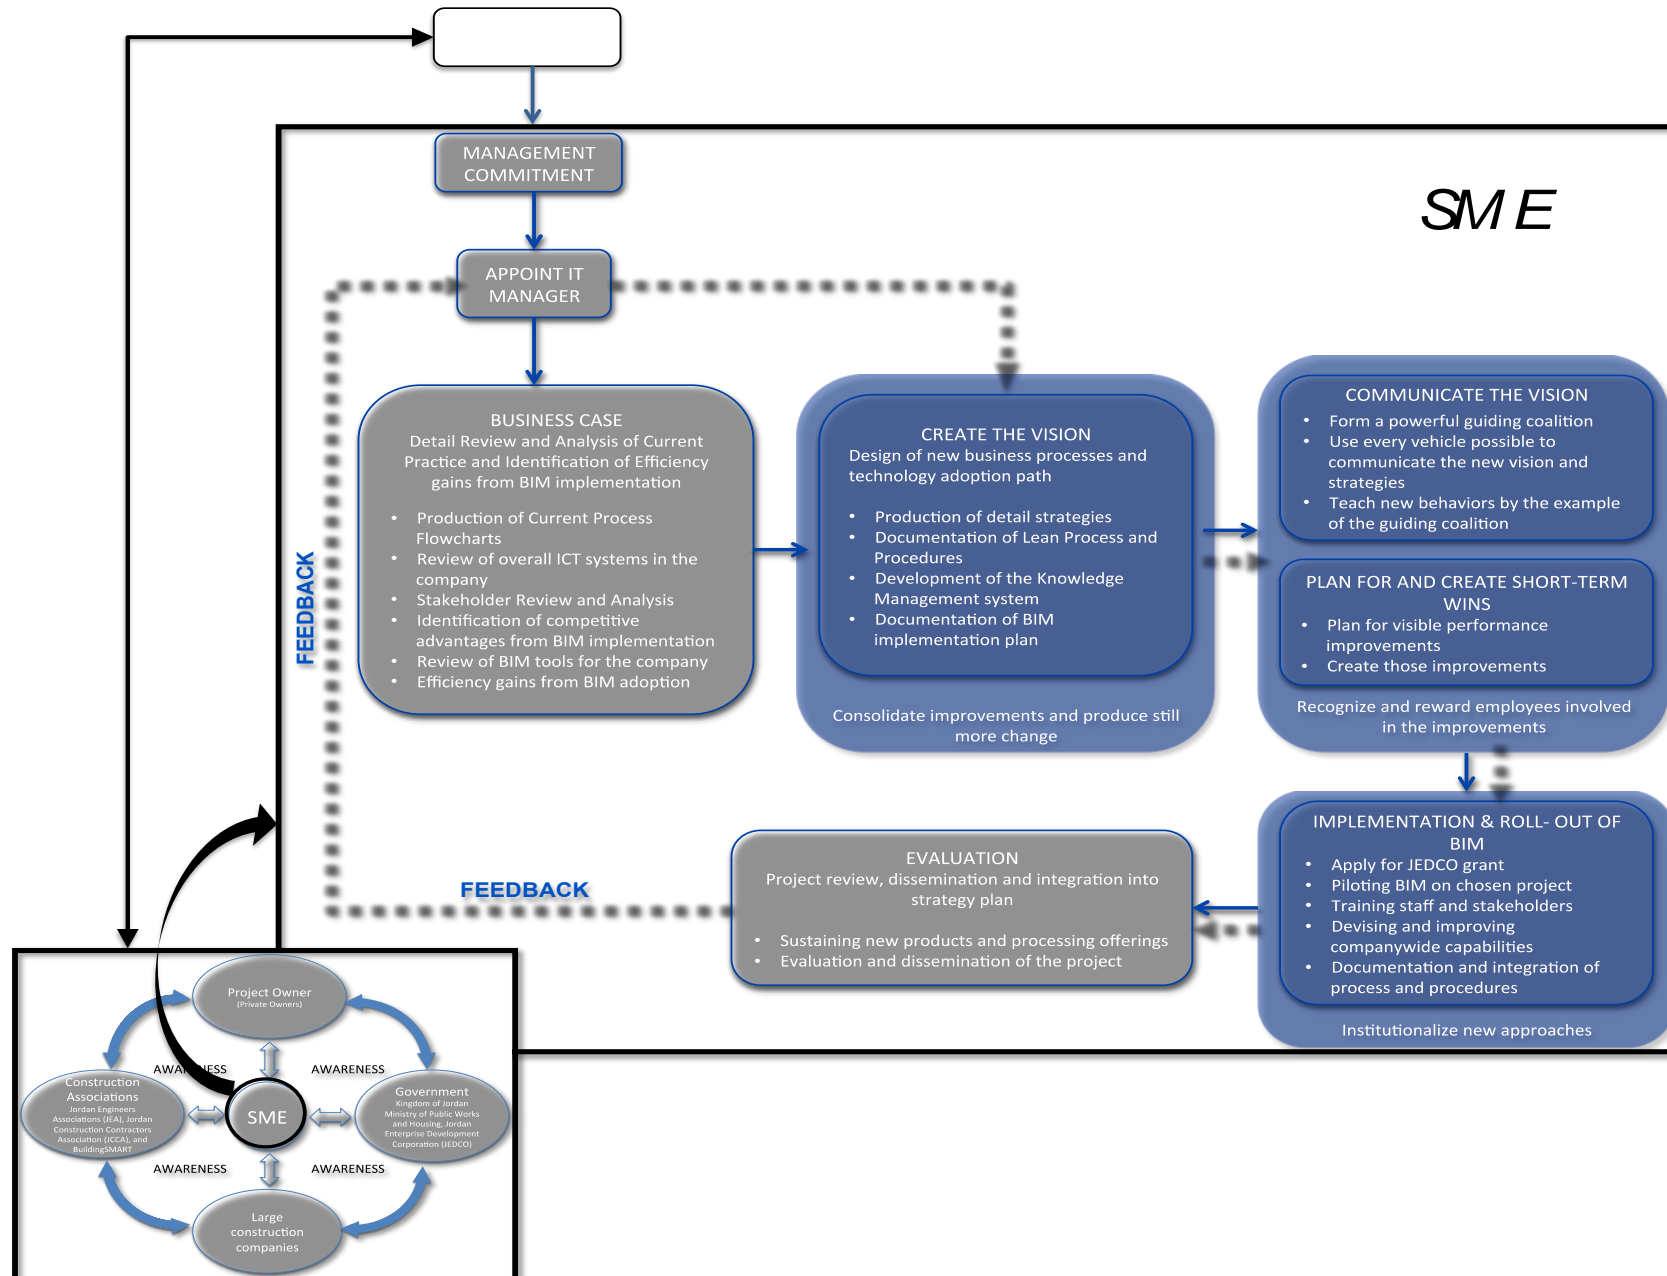 MANAGEMENT
COMMITMENT
SME
APPOINT IT
MANAGER
BUSINESS CASE
Detail Review and Analysis of Current
Practice and Identification of Efficiency
gains from BIM implementation
• Production of Current Process
Flowcharts
• Review of overall ICT systems in the
company
• Stakeholder Review and Analysis
• Identification of competitive
advantages from BIM implementation
• Review of BIM tools for the company
• Efficiency gains from BIM adoption
CREATE THE VISION
Design of new business processes and
technology adoption path
• Production of detail strategies
• Documentation of Lean Process and
Procedures
• Development of the Knowledge
Management system
• Documentation of BIM
implementation plan
Consolidate improvements and produce still
more change
COMMUNICATE THE VISION
• Form a powerful guiding coalition
• Use every vehicle possible to
communicate the new vision and
strategies
• Teach new behaviors by the example
of the guiding coalition
PLAN FOR AND CREATE SHORT-TERM
WINS
• Plan for visible performance
improvements
• Create those improvements
Recognize and reward employees involved
in the improvements
IMPLEMENTATION & ROLL- OUT OF
BIM
• Apply for JEDCO grant
• Piloting BIM on chosen project
• Training staff and stakeholders
• Devising and improving
companywide capabilities
• Documentation and integration of
process and procedures
Institutionalize new approaches
EVALUATION
Project review, dissemination and integration into
strategy plan
• Sustaining new products and processing offerings
• Evaluation and dissemination of the project
FEEDBACK
FEEDBACK
Project Owner
(Private Owners)
AWARENESS
AWARENESS
Construction
Associations
Jordan Engineers
Associations (JEA), Jordan
Construction Contractors
Association (JCCA), and
BuildingSMART
SME
Government
Kingdom of Jordan
Ministry of Public Works
and Housing, Jordan
Enterprise Development
Corporation (JEDCO)
AWARENESS
AWARENESS
Large
construction
companies